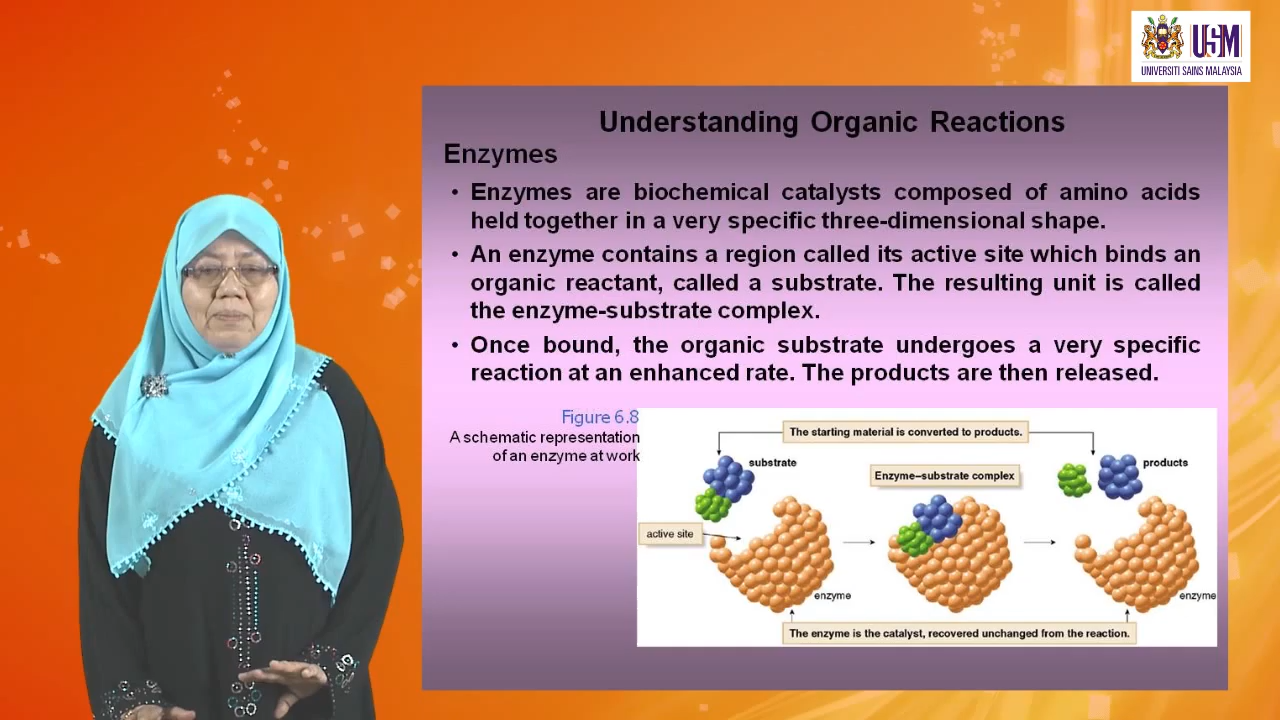 USM
UNIVERSITI SAINS MALAYSIA
Understanding Organic Reactions
Enzymes
• Enzymes are biochemical catalysts composed of amino acids
held together in a very specific three-dimensional shape.
• An enzyme contains a region called its active site which binds an
organic reactant, called a substrate. The resulting unit is called
the enzyme-substrate complex.
• Once bound, the organic substrate undergoes a very specific
reaction at an enhanced rate. The products are then released.
Figure 6.8
A schematic representation
of an enzyme at work
The starting material is converted to products.
substrate
Enzyme–substrate complex
products
active site
enzyme
enzyme
The enzyme is the catalyst, recovered unchanged from the reaction.